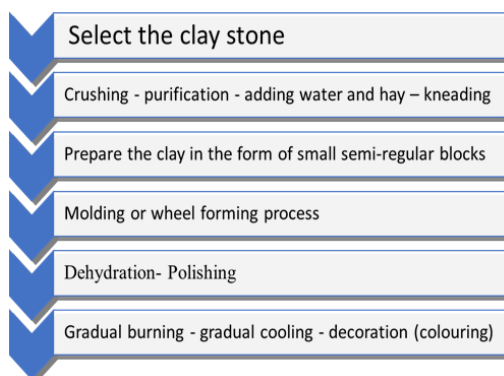 Select the clay stone
Crushing - purification - adding water and hay – kneading
Prepare the clay in the form of small semi-regular blocks
Molding or wheel forming process
Dehydration- Polishing
Gradual burning - gradual cooling - decoration (colouring)